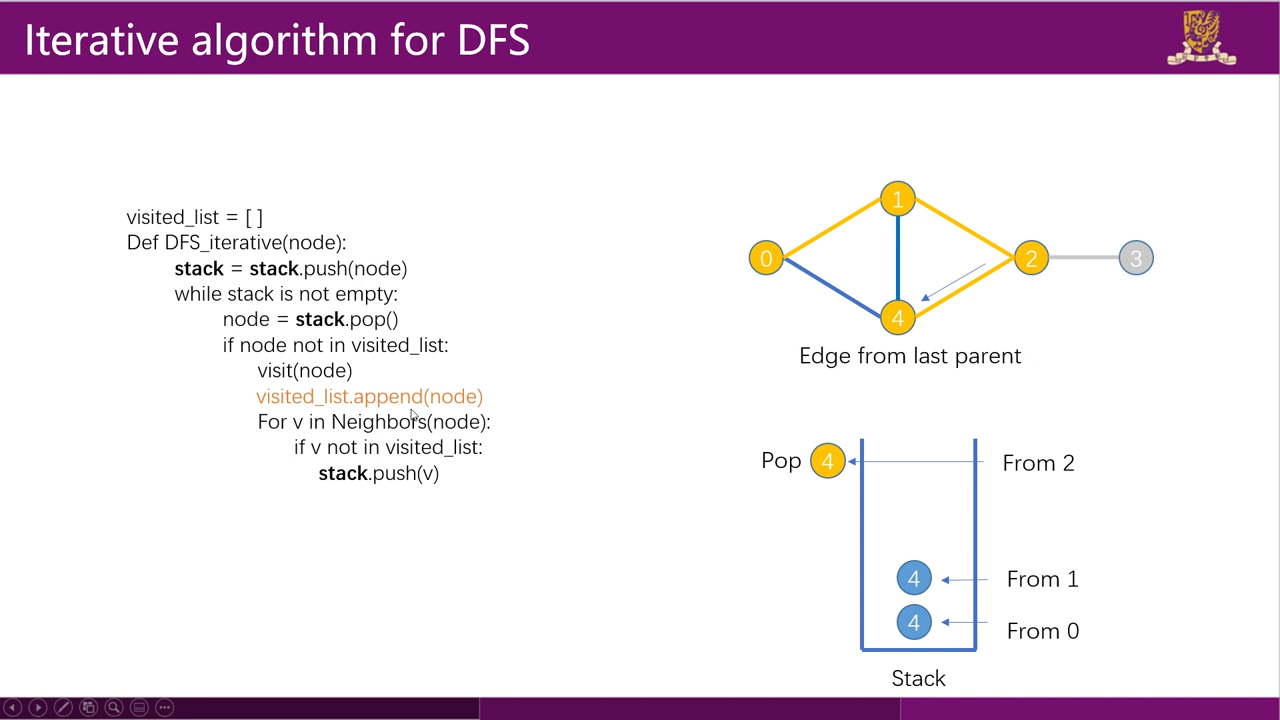 Iterative algorithm for DFS
visited_list = [ ]
Def DFS_iterative(node):
stack = stack.push(node)
while stack is not empty:
node = stack.pop()
if node not in visited_list:
visit(node)
visited_list.append(node)
For v in Neighbors(node):
if v not in visited_list:
stack.push(v)
1
0
2
3
4
Edge from last parent
Pop 4 From 2
4 From 1
4 From 0
Stack